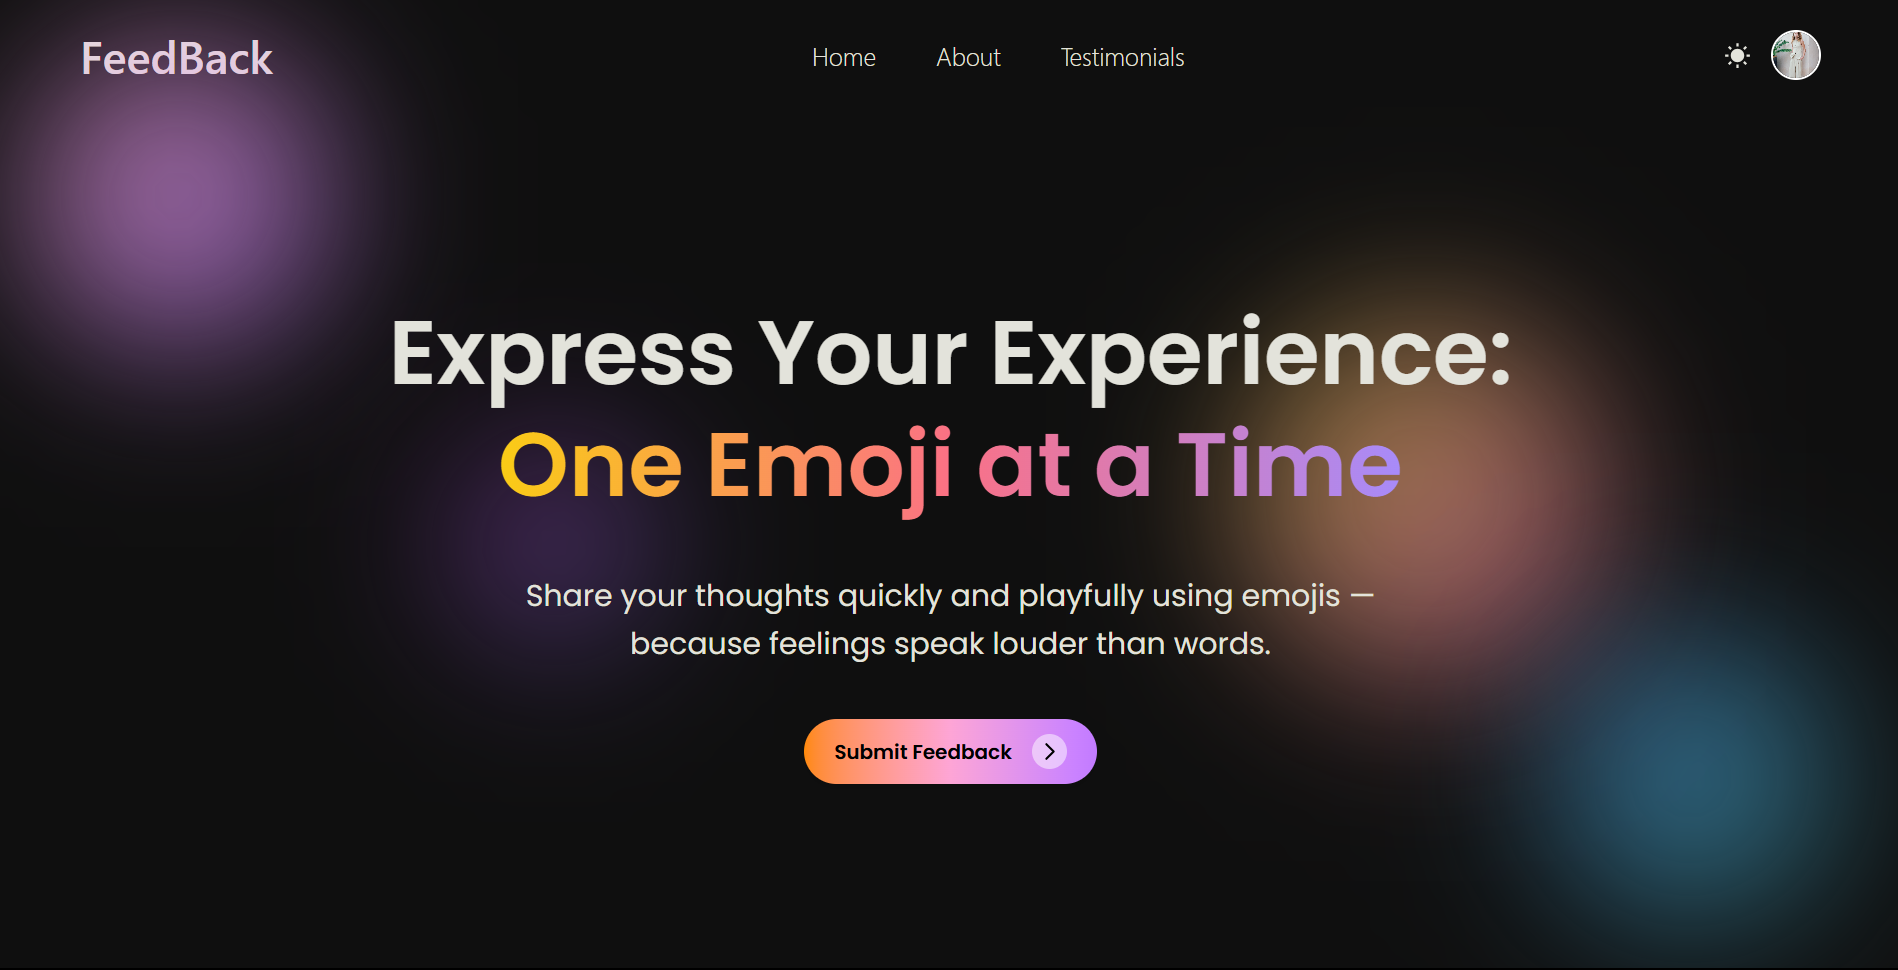 FeedBack
Home
About
Testimonials
Express Your Experience:
One Emoji at a Time
Share your thoughts quickly and playfully using emojis —
because feelings speak louder than words.
Submit Feedback